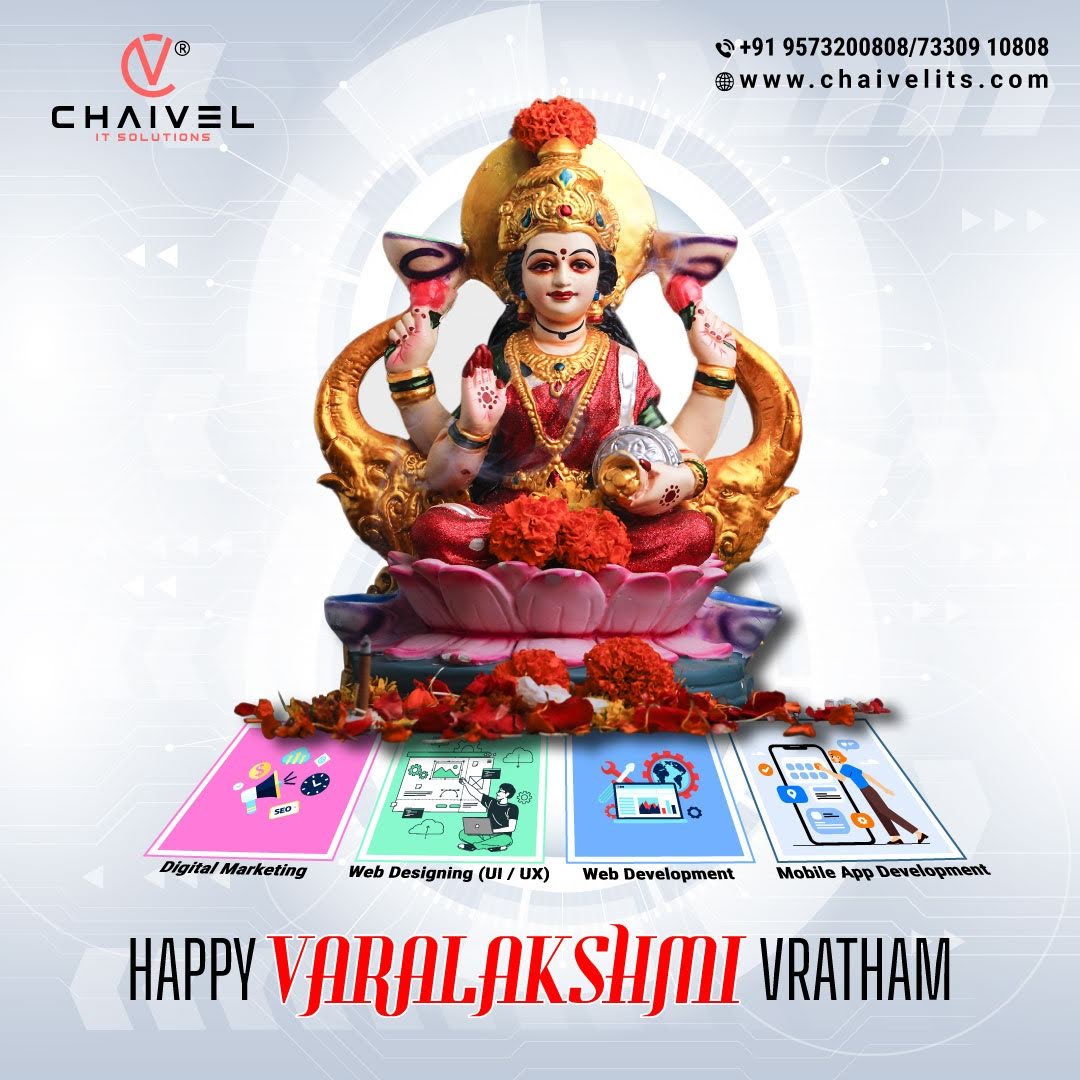 V®
CHAIVEL
IT SOLUTIONS
+91 9573200808/73309 10808
www.chaivelits.com
SEO
Digital Marketing
Web Designing (UI / UX)
Web Development
Mobile App Development
HAPPY VARALAKSHMI VRATHAM